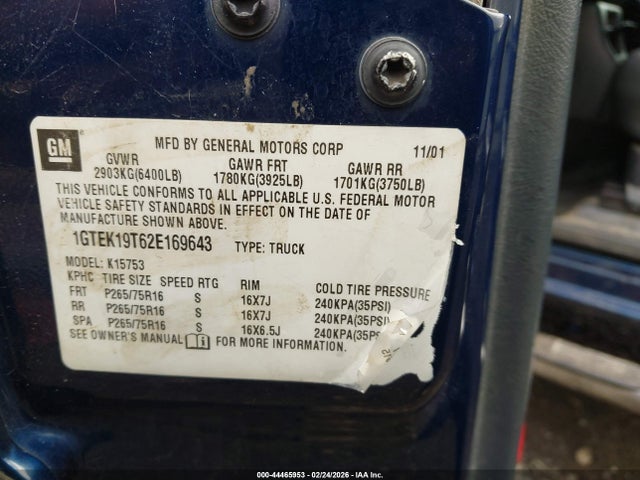 GM
MFD BY GENERAL MOTORS CORP 11/01
GVWR GAWR FRT GAWR RR
2903KG(6400LB) 1780KG(3925LB) 1701KG(3750LB)
THIS VEHICLE CONFORMS TO ALL APPLICABLE U.S. FEDERAL MOTOR
VEHICLE SAFETY STANDARDS IN EFFECT ON THE DATE OF
MANUFACTURE SHOWN ABOVE.
1GTEK19T62E169643 TYPE: TRUCK
MODEL: K15753
KPHC TIRE SIZE SPEED RTG RIM COLD TIRE PRESSURE
FRT P265/75R16 S 16X7J 240KPA(35PSI)
RR P265/75R16 S 16X7J 240KPA(35PSI)
SPA P265/75R16 S 16X6.5J 240KPA(35PS
SEE OWNER'S MANUAL FOR MORE INFORMATION.
000-44465953 - 02/24/2026 - IAA Inc.